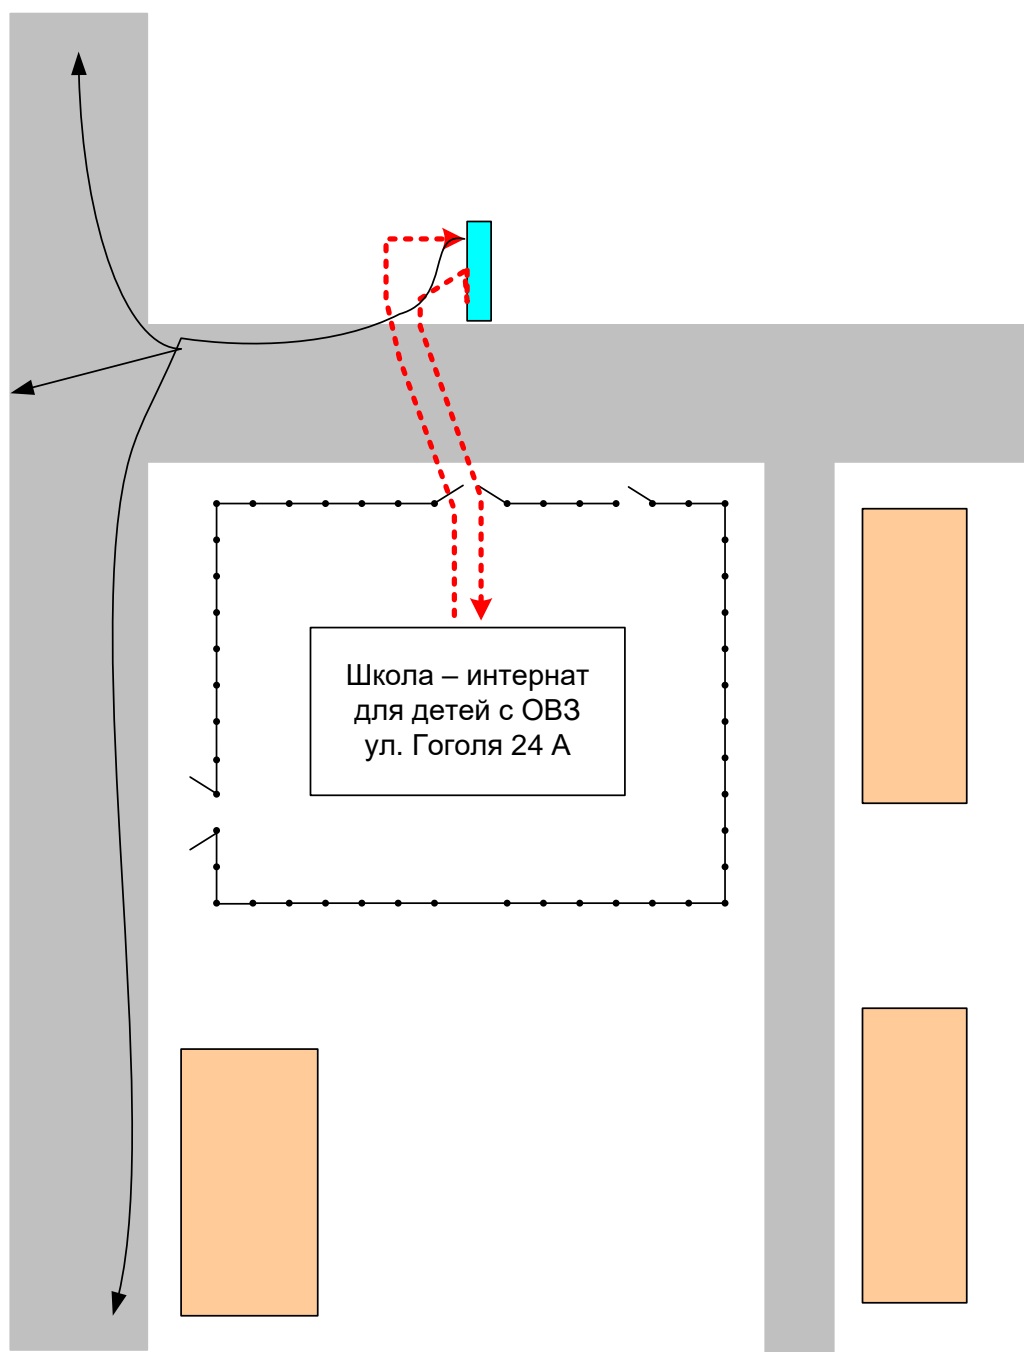 Школа – интернат
для детей с ОВЗ
ул. Гоголя 24 А